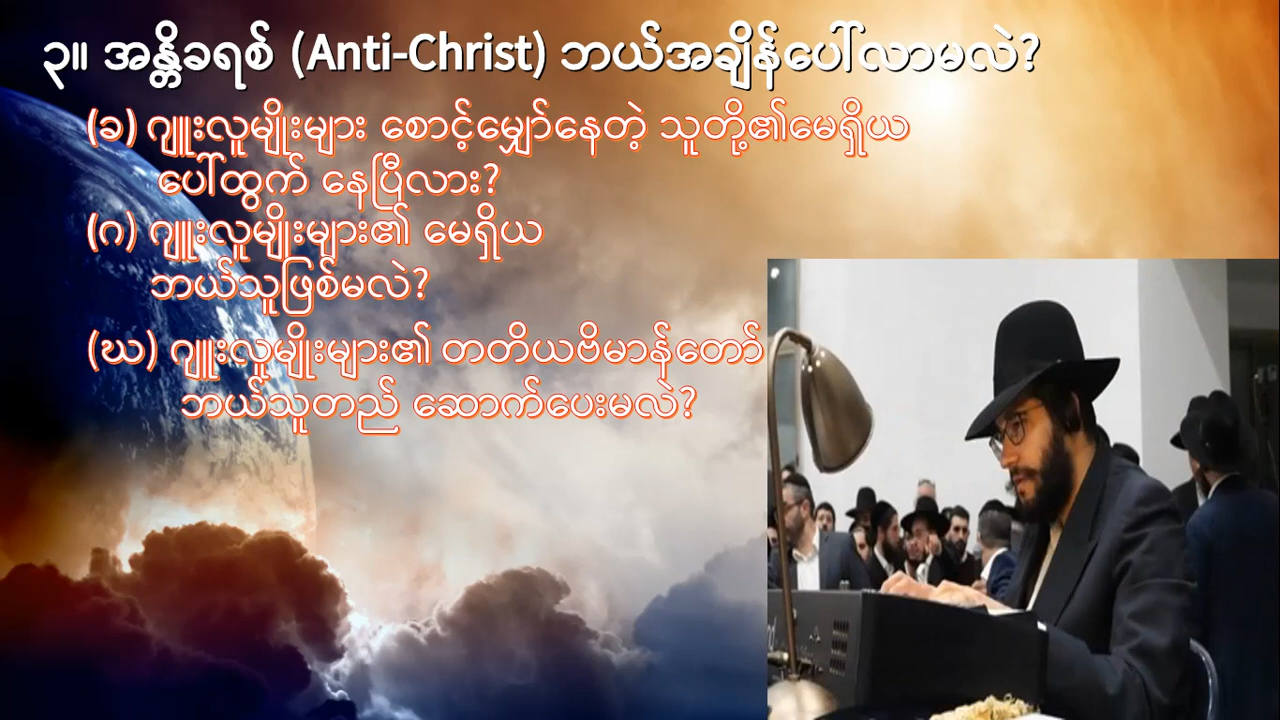 ၃။ အန္တိခရစ် (Anti-Christ) ဘယ်အချိန်ပေါ်လာမလဲ?
(ခ) ဂျူးလူမျိုးများ စောင့်မျှော်နေတဲ့ သူတို့၏မေရှိယ
ပေါ်ထွက် နေပြီလား?
(ဂ) ဂျူးလူမျိုးများ၏ မေရှိယ
ဘယ်သူဖြစ်မလဲ?
(ဃ) ဂျူးလူမျိုးများ၏ တတိယဗိမာန်တော်
ဘယ်သူတည် ဆောက်ပေးမလဲ?